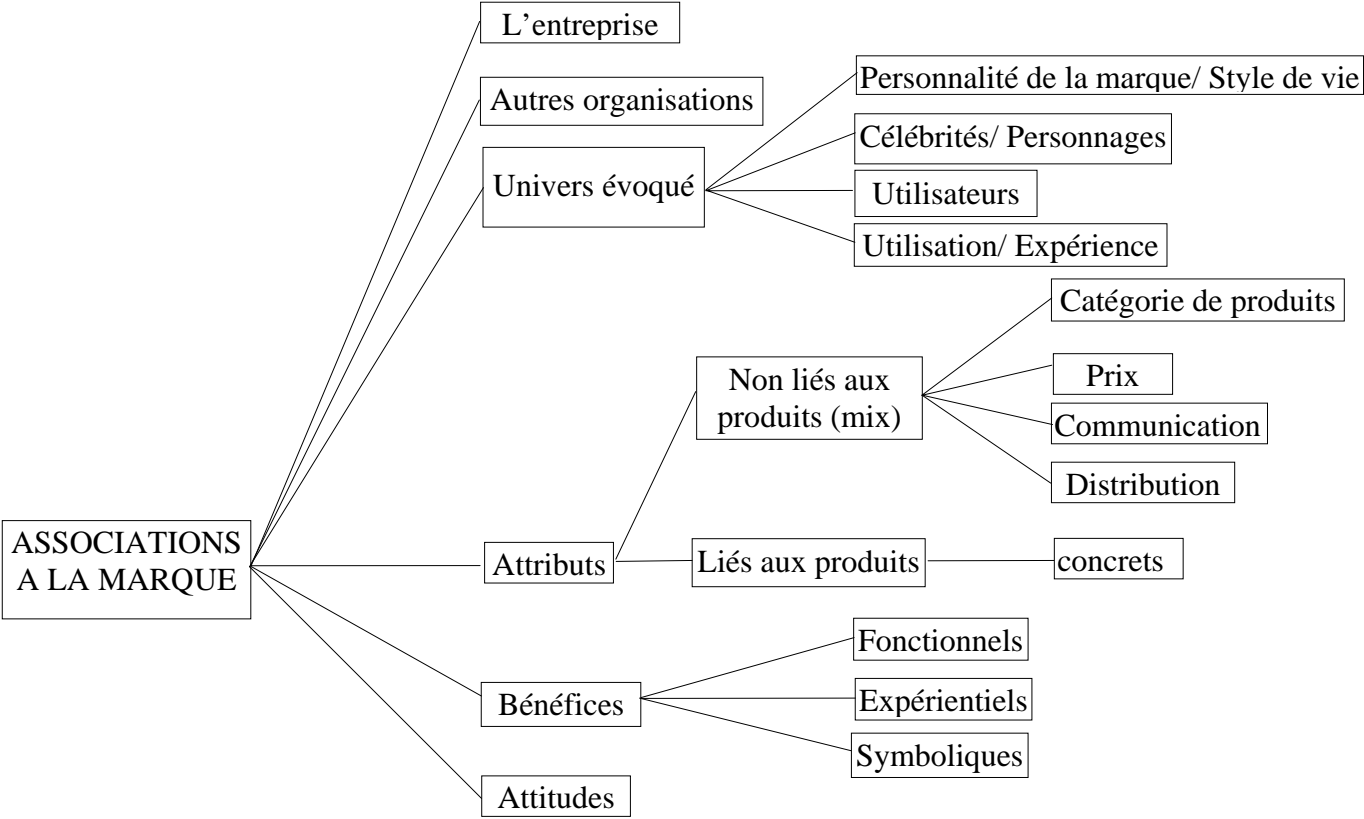 L’entreprise
Autres organisations
Univers évoqué
Personnalité de la marque/ Style de vie
Célébrités/ Personnages
Utilisateurs
Utilisation/ Expérience
Catégorie de produits
Non liés aux
produits (mix)
Prix
Communication
Distribution
ASSOCIATIONS
A LA MARQUE
Attributs
Liés aux produits
concrets
Bénéfices
Fonctionnels
Expérientiels
Symboliques
Attitudes